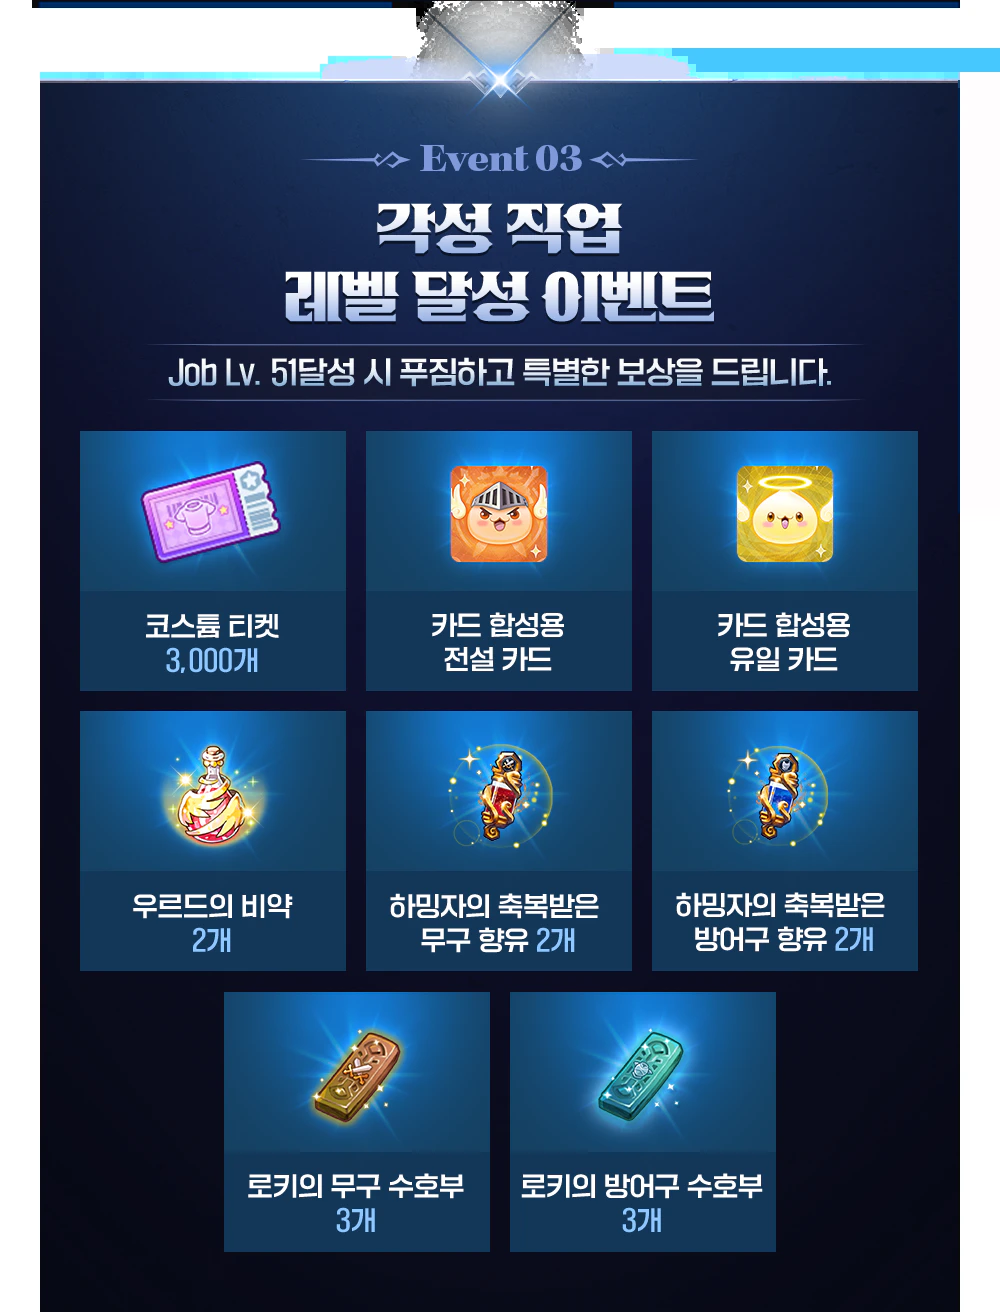 Event 03
각성 직업
레벨 달성 이벤트
Job Lv. 51달성 시 푸짐하고 특별한 보상을 드립니다.
코스튬 티켓
3,000개
카드 합성용
전설 카드
카드 합성용
유일 카드
우르드의 비약
2개
하밍자의 축복받은
무구 향유 2개
하밍자의 축복받은
방어구 향유 2개
로키의 무구 수호부
3개
로키의 방어구 수호부
3개